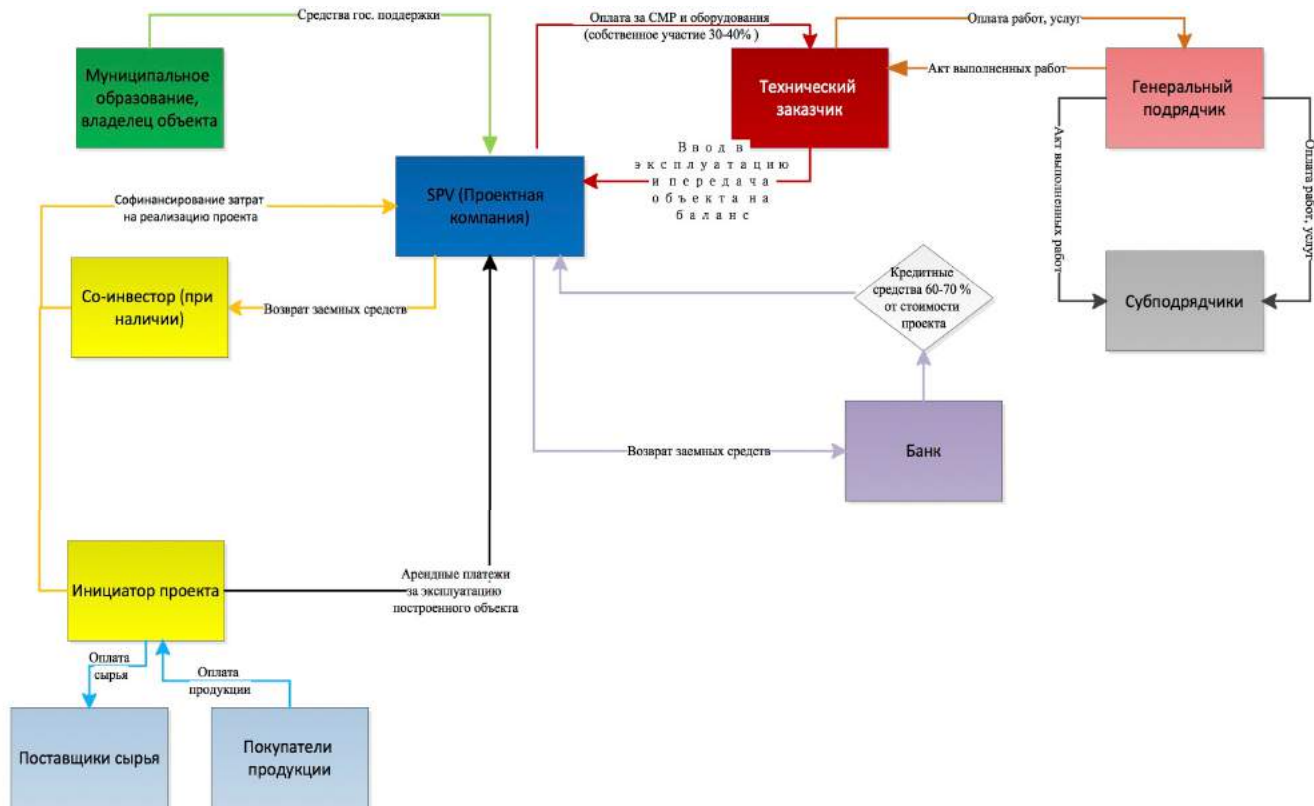 Средства гос. поддержки
Оплата за СМР и оборудования
(собственное участие 30-40% )
Оплата работ, услуг
Муниципальное
образование,
владелец объекта
Технический
заказчик
Акт выполненных работ
Генеральный
подрядчик
Ввод в
эксплуатацию
и передача
объекта на
баланс
SPV (Проектная
компания)
Акт выполненных работ
Оплата работ, услуг
Софинансирование затрат
на реализацию проекта
Со-инвестор (при
наличии)
Возврат заемных средств
Кредитные
средства 60-70 %
от стоимости
проекта
Субподрядчики
Возврат заемных средств
Банк
Инициатор проекта
Арендные платежи
за эксплуатацию
построенного объекта
Оплата
сырья
Оплата
продукции
Поставщики сырья
Покупатели
продукции